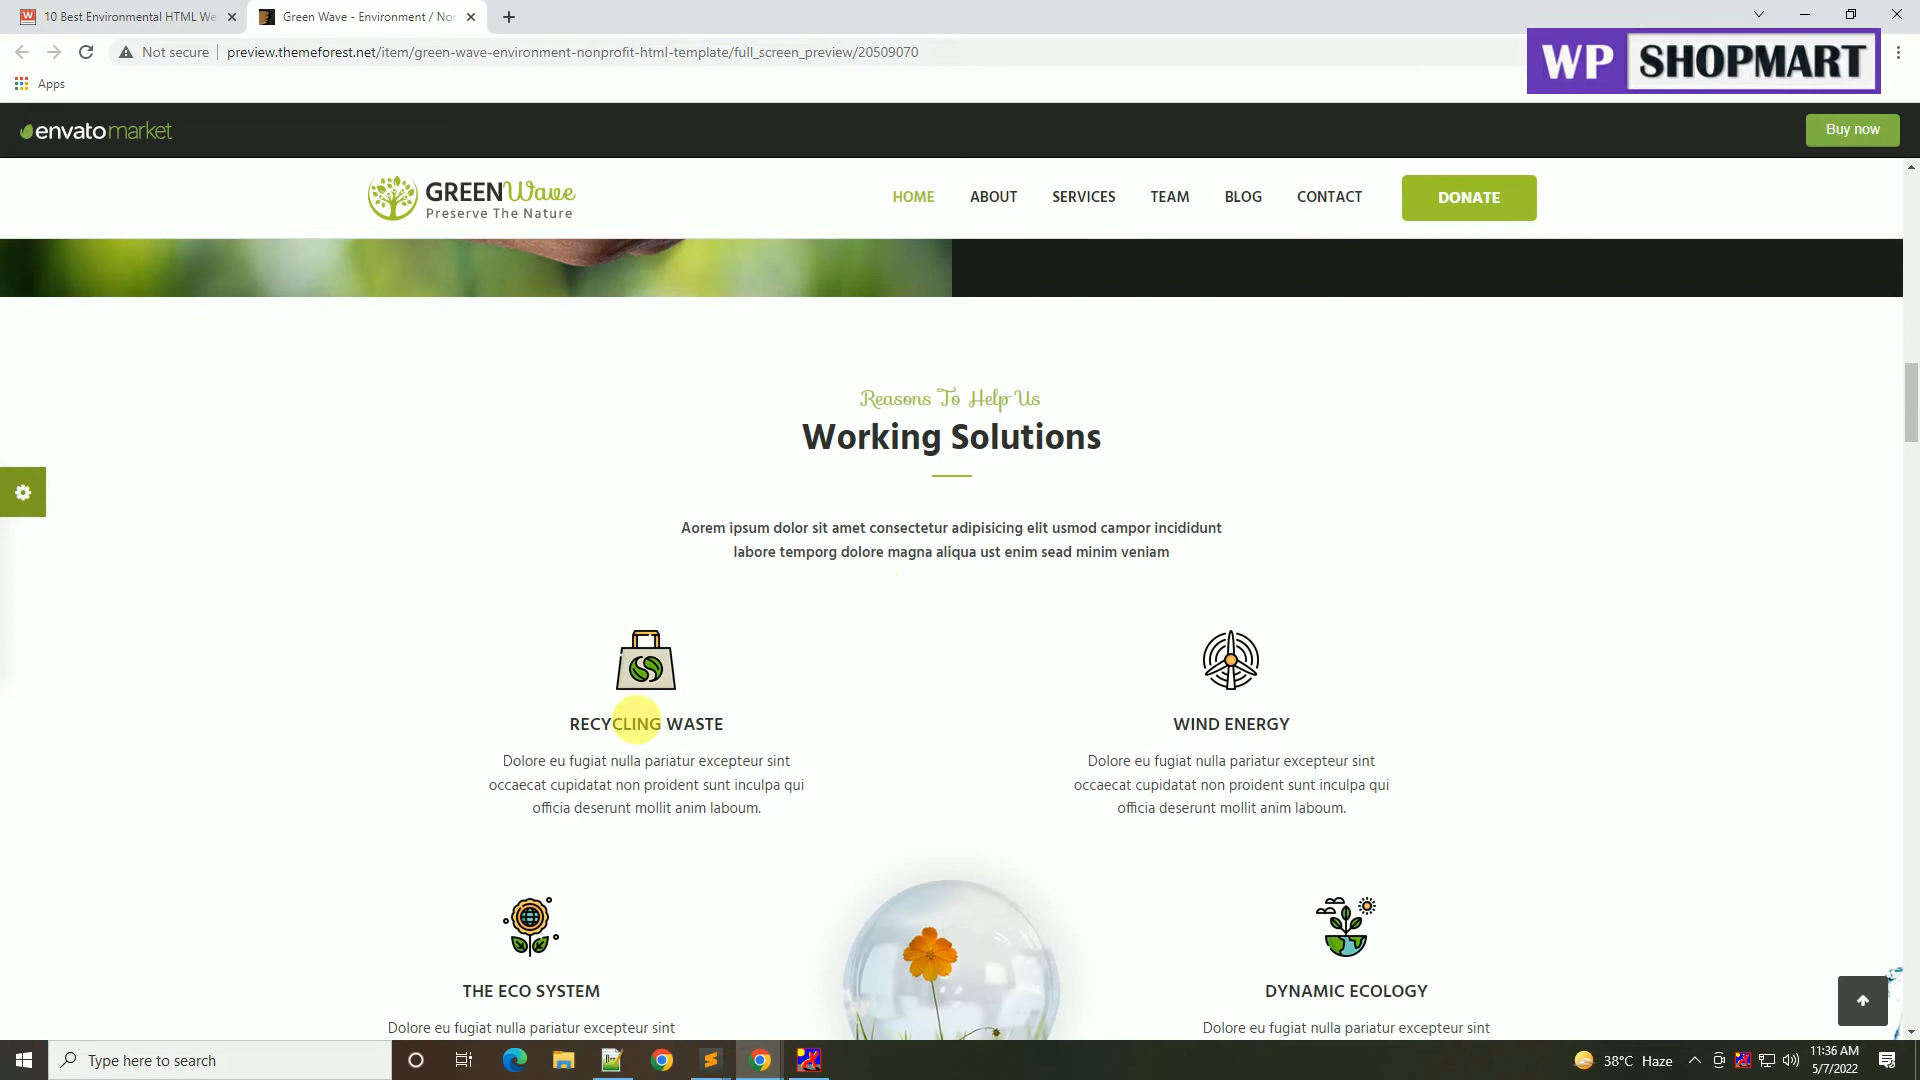 10 Best Environmental HTML We
Green Wave - Environment / Nor
Not secure
preview.themeforest.net/item/green-wave-environment-nonprofit-html-template/full_screen_preview/20509070
WP SHOPMART
Apps
envatomarket
Buy now
GREEN Wave
Preserve The Nature
HOME ABOUT SERVICES TEAM BLOG CONTACT DONATE
Reasons To Help Us
Working Solutions
Aorem ipsum dolor sit amet consectetur adipisicing elit usmod campor incididunt
labore temporg dolore magna aliqua ust enim sead minim veniam
RECYCLING WASTE
Dolore eu fugiat nulla pariatur excepteur sint
occaecat cupidatat non proident sunt inculpa qui
officia deserunt mollit anim laboum.
WIND ENERGY
Dolore eu fugiat nulla pariatur excepteur sint
occaecat cupidatat non proident sunt inculpa qui
officia deserunt mollit anim laboum.
THE ECO SYSTEM
Dolore eu fugiat nulla pariatur excepteur sint
DYNAMIC ECOLOGY
Dolore eu fugiat nulla pariatur excepteur sint
Type here to search
38°C Haze
11:36 AM
5/7/2022